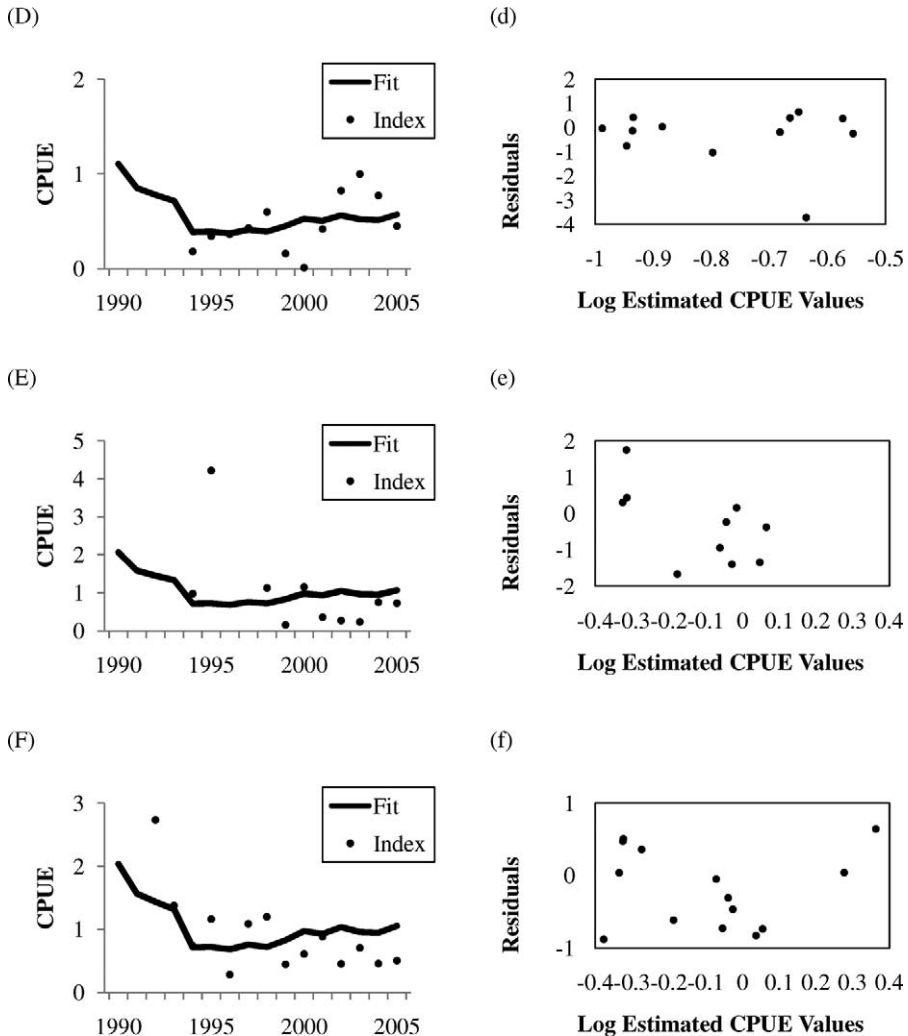 (D)
(d)
CPUE
2
1
0
Fit
Index
1990 1995 2000 2005
Residuals
2
1
0
-1
-2
-3
-4
-1 -0.9 -0.8 -0.7 -0.6 -0.5
Log Estimated CPUE Values
(E)
(e)
CPUE
5
4
3
2
1
0
Fit
Index
1990 1995 2000 2005
Residuals
2
1
0
-1
-2
-0.4 -0.3 -0.2 -0.1 0 0.1 0.2 0.3 0.4
Log Estimated CPUE Values
(F)
(f)
CPUE
3
2
1
0
Fit
Index
1990 1995 2000 2005
Residuals
1
0
-1
-0.4 -0.3 -0.2 -0.1 0 0.1 0.2 0.3 0.4
Log Estimated CPUE Values